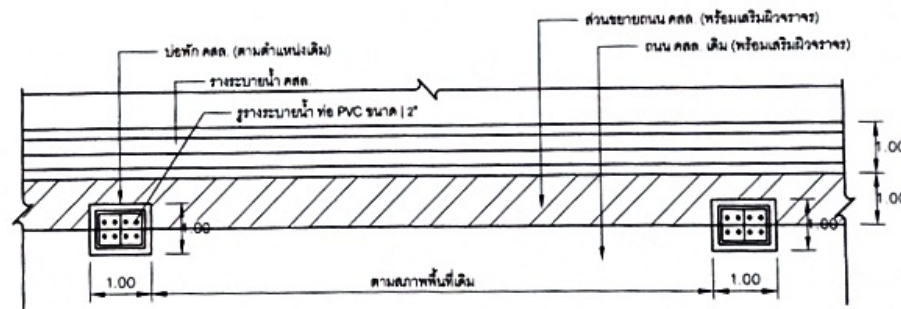 ส่วนขยายถนน คสล. (พร้อมเสริมผิวจราจร)
บ่อพัก คสล. (ตามตำแหน่งเดิม)
ถนน คสล. เดิม (พร้อมเสริมผิวจราจร)
รางระบายน้ำ คสล.
รูรางระบายน้ำ ท่อ PVC ขนาด | 2"
1.00
1.00
1.00
1.00
1.00
ตามสภาพพื้นที่เดิม
1.00